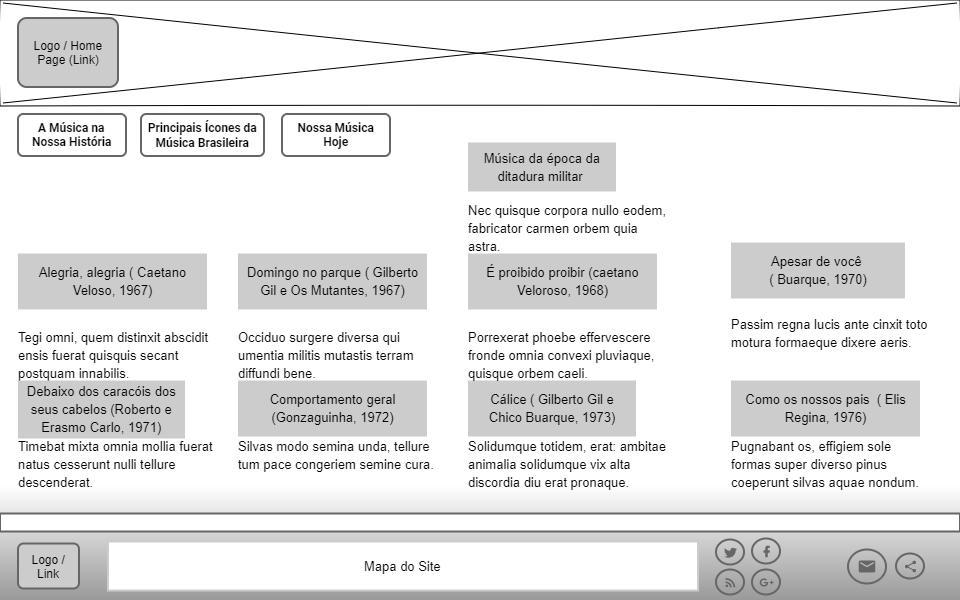 Logo / Home
Page (Link)
A Música na
Nossa História
Principais Ícones da
Música Brasileira
Nossa Música
Hoje
Música da época da
ditadura militar
Nec quisque corpora nullo eodem,
fabricator carmen orbem quia
astra.
Alegria, alegria ( Caetano
Veloso, 1967)
Domingo no parque ( Gilberto
Gil e Os Mutantes, 1967)
É proibido proibir (caetano
Veloroso, 1968)
Apesar de você
( Buarque, 1970)
Tegi omni, quem distinxit abscidit
ensis fuerat quisquis secant
postquam innabilis.
Occiduo surgere diversa qui
umentia militis mutastis terram
diffundi bene.
Porrexerat phoebe effervescere
fronde omnia convexi pluviaque,
quisque orbem caeli.
Passim regna lucis ante cinxit toto
motura formaeque dixere aeris.
Debaixo dos caracóis dos
seus cabelos (Roberto e
Erasmo Carlo, 1971)
Comportamento geral
(Gonzaguinha, 1972)
Cálice ( Gilberto Gil e
Chico Buarque, 1973)
Como os nossos pais ( Elis
Regina, 1976)
Timebat mixta omnia mollia fuerat
natus cesserunt nulli tellure
descenderat.
Silvas modo semina unda, tellure
tum pace congeriem semine cura.
Solidumque totidem, erat: ambitae
animalia solidumque vix alta
discordia diu erat pronaque.
Pugnabant os, effigiem sole
formas super diverso pinus
coeperunt silvas aquae nondum.
Logo /
Link
Mapa do Site
G+